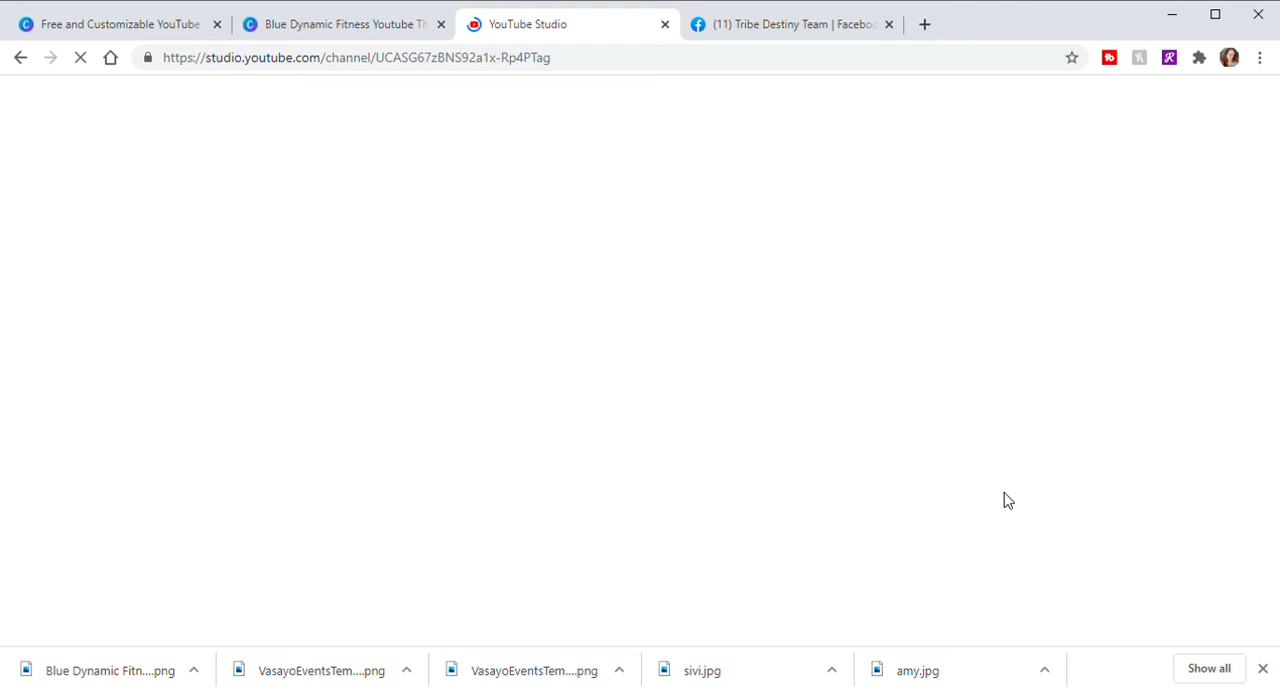 Free and Customizable YouTube
Blue Dynamic Fitness Youtube Th
YouTube Studio
(11) Tribe Destiny Team | Faceboo
https://studio.youtube.com/channel/UCASG67zBNS92a1x-Rp4PTag
Blue Dynamic Fitn....png
VasayoEventsTem....png
VasayoEventsTem....png
sivi.jpg
amy.jpg
Show all